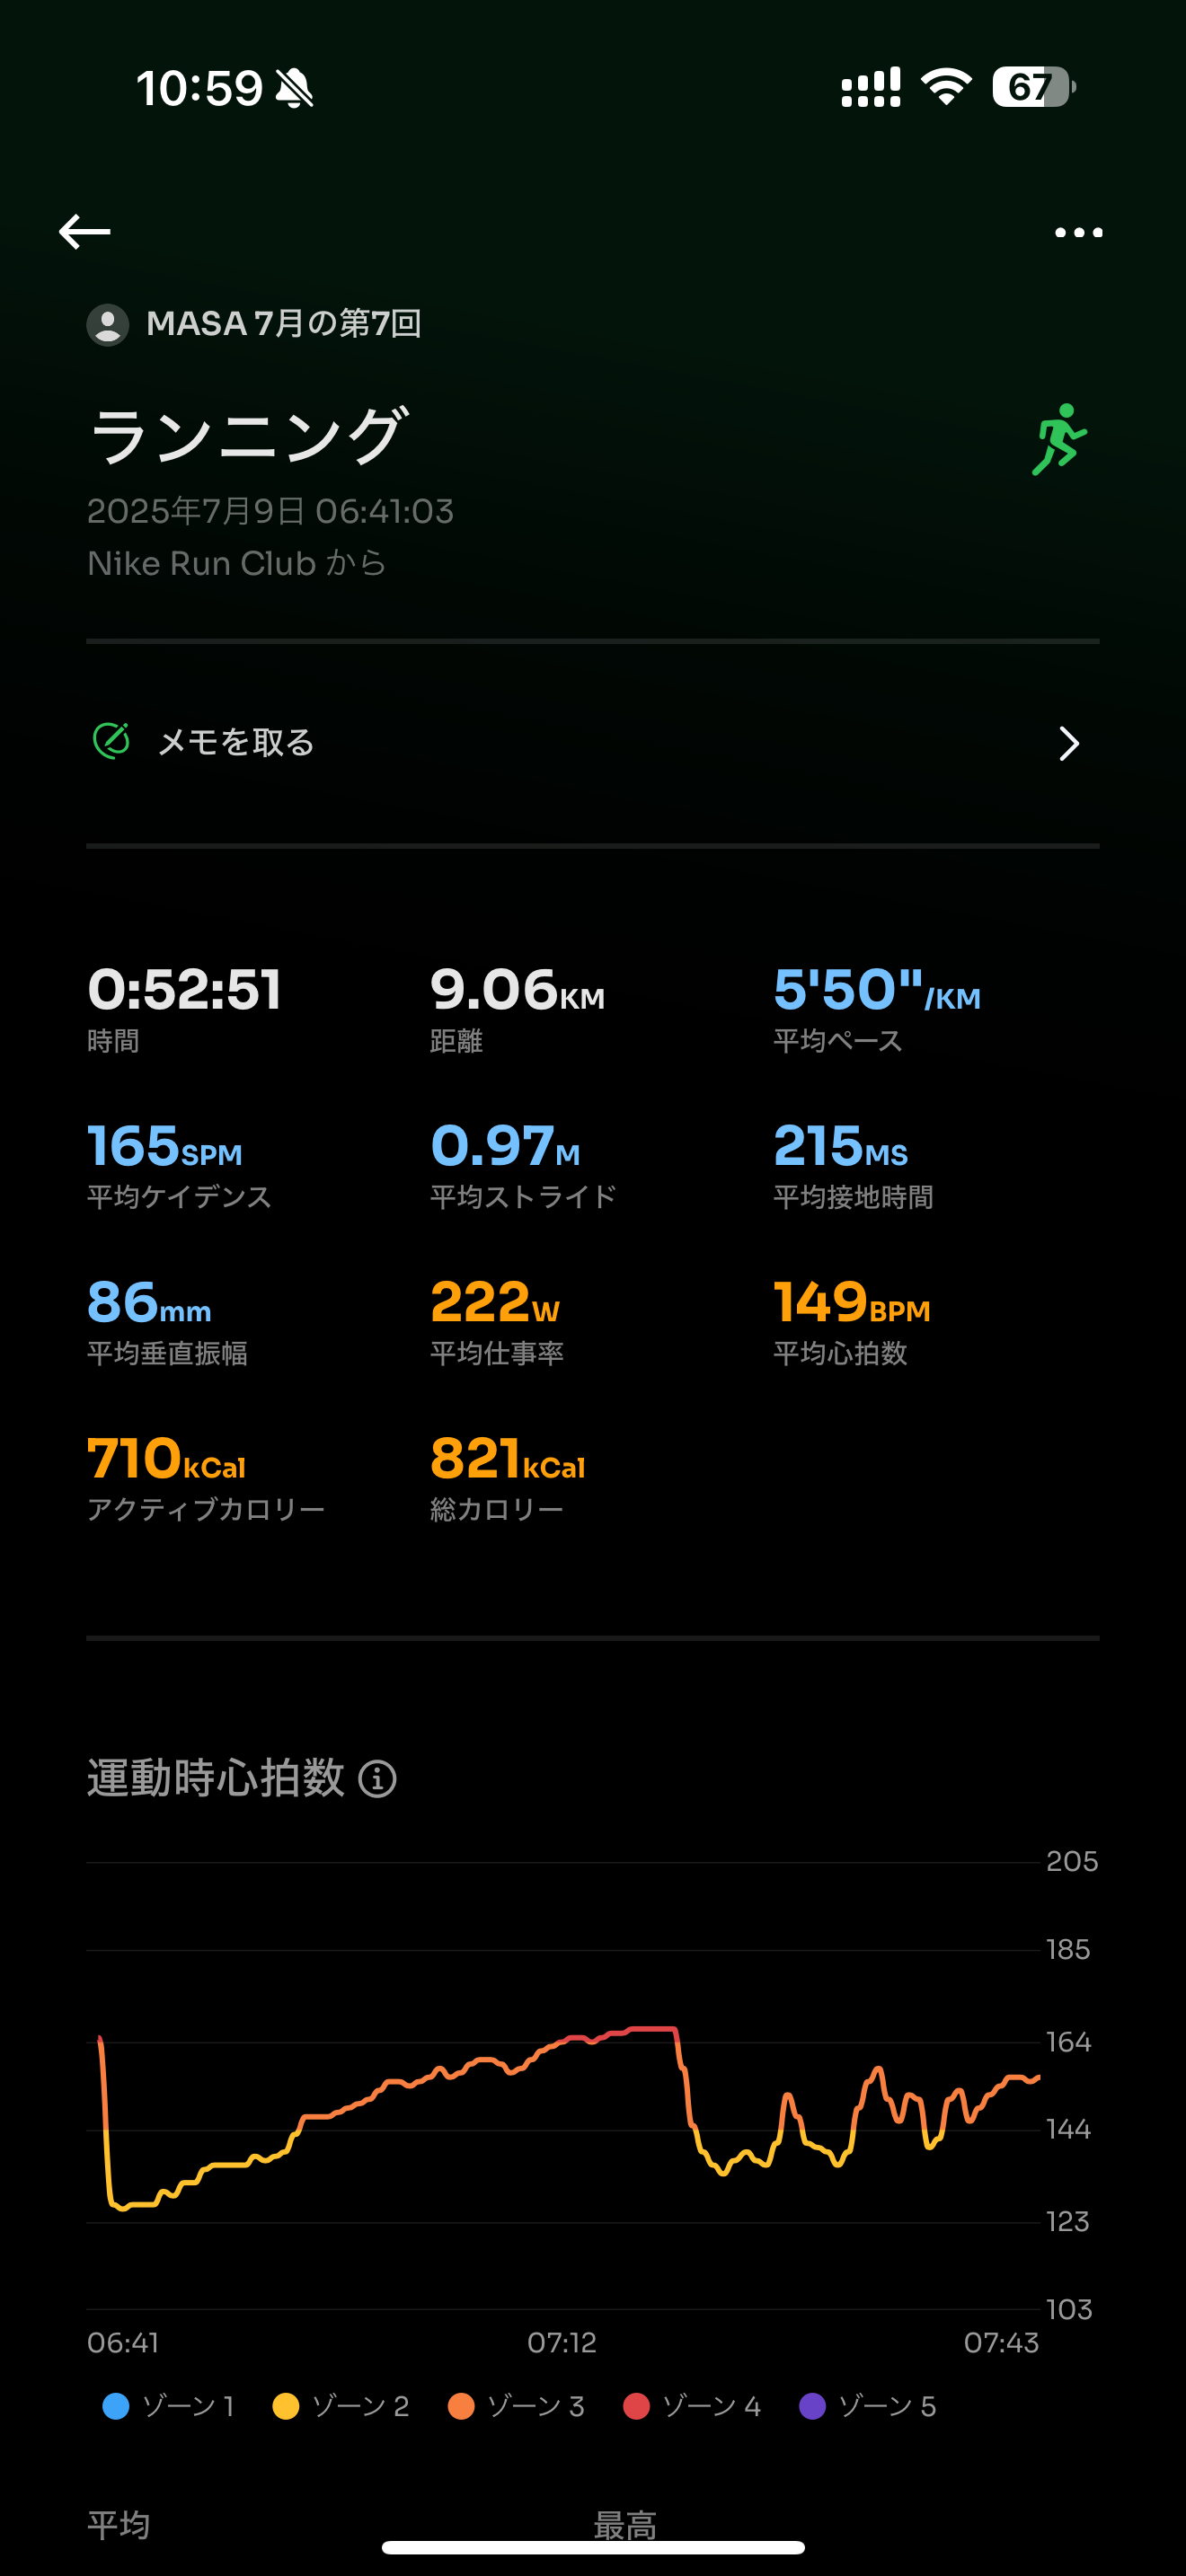 10:59
67
MASA 7月の第7回
ランニング
2025年7月9日 06:41:03
Nike Run Club から
メモを取る
0:52:51 9.06KM 5'50"/KM
時間 距離 平均ペース
165SPM 0.97M 215MS
平均ケイデンス 平均ストライド 平均接地時間
86mm 222W 149BPM
平均垂直振幅 平均仕事率 平均心拍数
710kCal 821kCal
アクティブカロリー 総カロリー
運動時心拍数
205
185
164
144
123
103
06:41 07:12 07:43
ゾーン 1 ゾーン 2 ゾーン 3 ゾーン 4 ゾーン 5
平均 最高